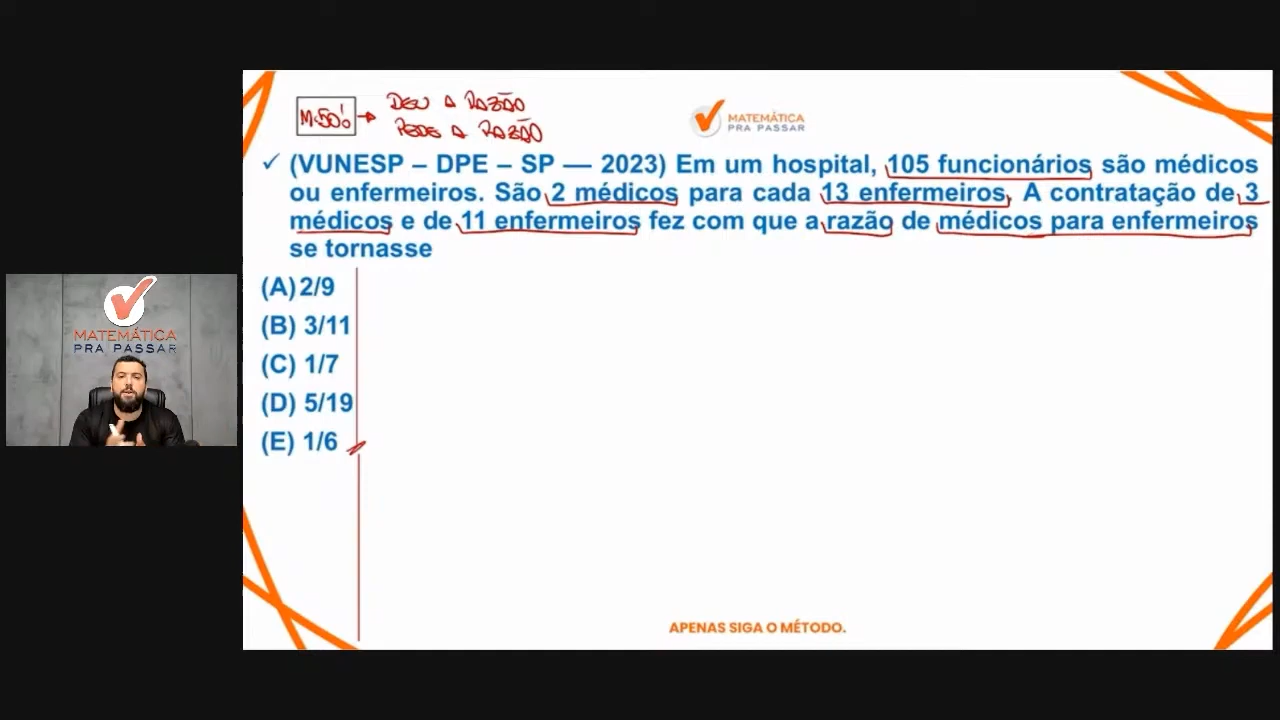 M.50!
DEU A RAZÃO
PEDE A RAZÃO
MATEMÁTICA
PRA PASSAR
✓ (VUNESP – DPE – SP –– 2023) Em um hospital, 105 funcionários são médicos
ou enfermeiros. São 2 médicos para cada 13 enfermeiros. A contratação de 3
médicos e de 11 enfermeiros fez com que a razão de médicos para enfermeiros
se tornasse
(A) 2/9
(B) 3/11
(C) 1/7
(D) 5/19
(E) 1/6
MATEMÁTICA
PRA PASSAR
APENAS SIGA O MÉTODO.